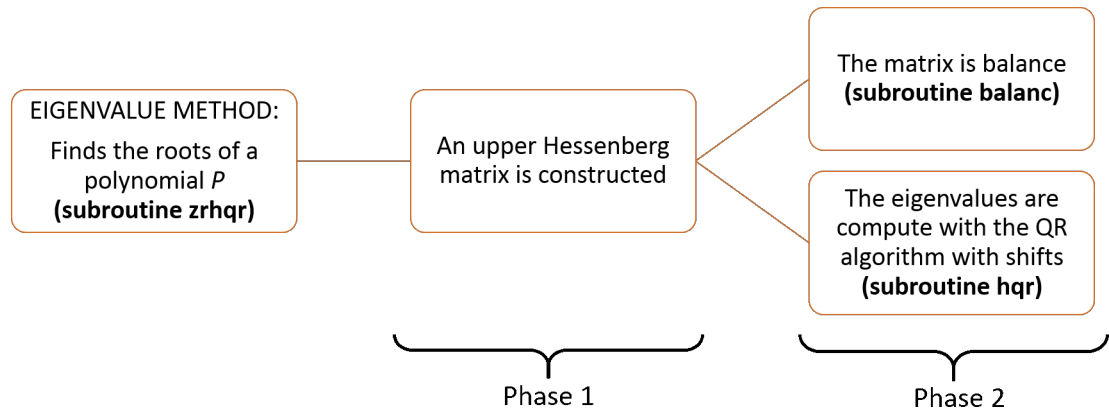 EIGENVALUE METHOD:
Finds the roots of a
polynomial P
(subroutine zrhqr)
An upper Hessenberg
matrix is constructed
The matrix is balance
(subroutine balanc)
The eigenvalues are
compute with the QR
algorithm with shifts
(subroutine hqr)
Phase 1
Phase 2